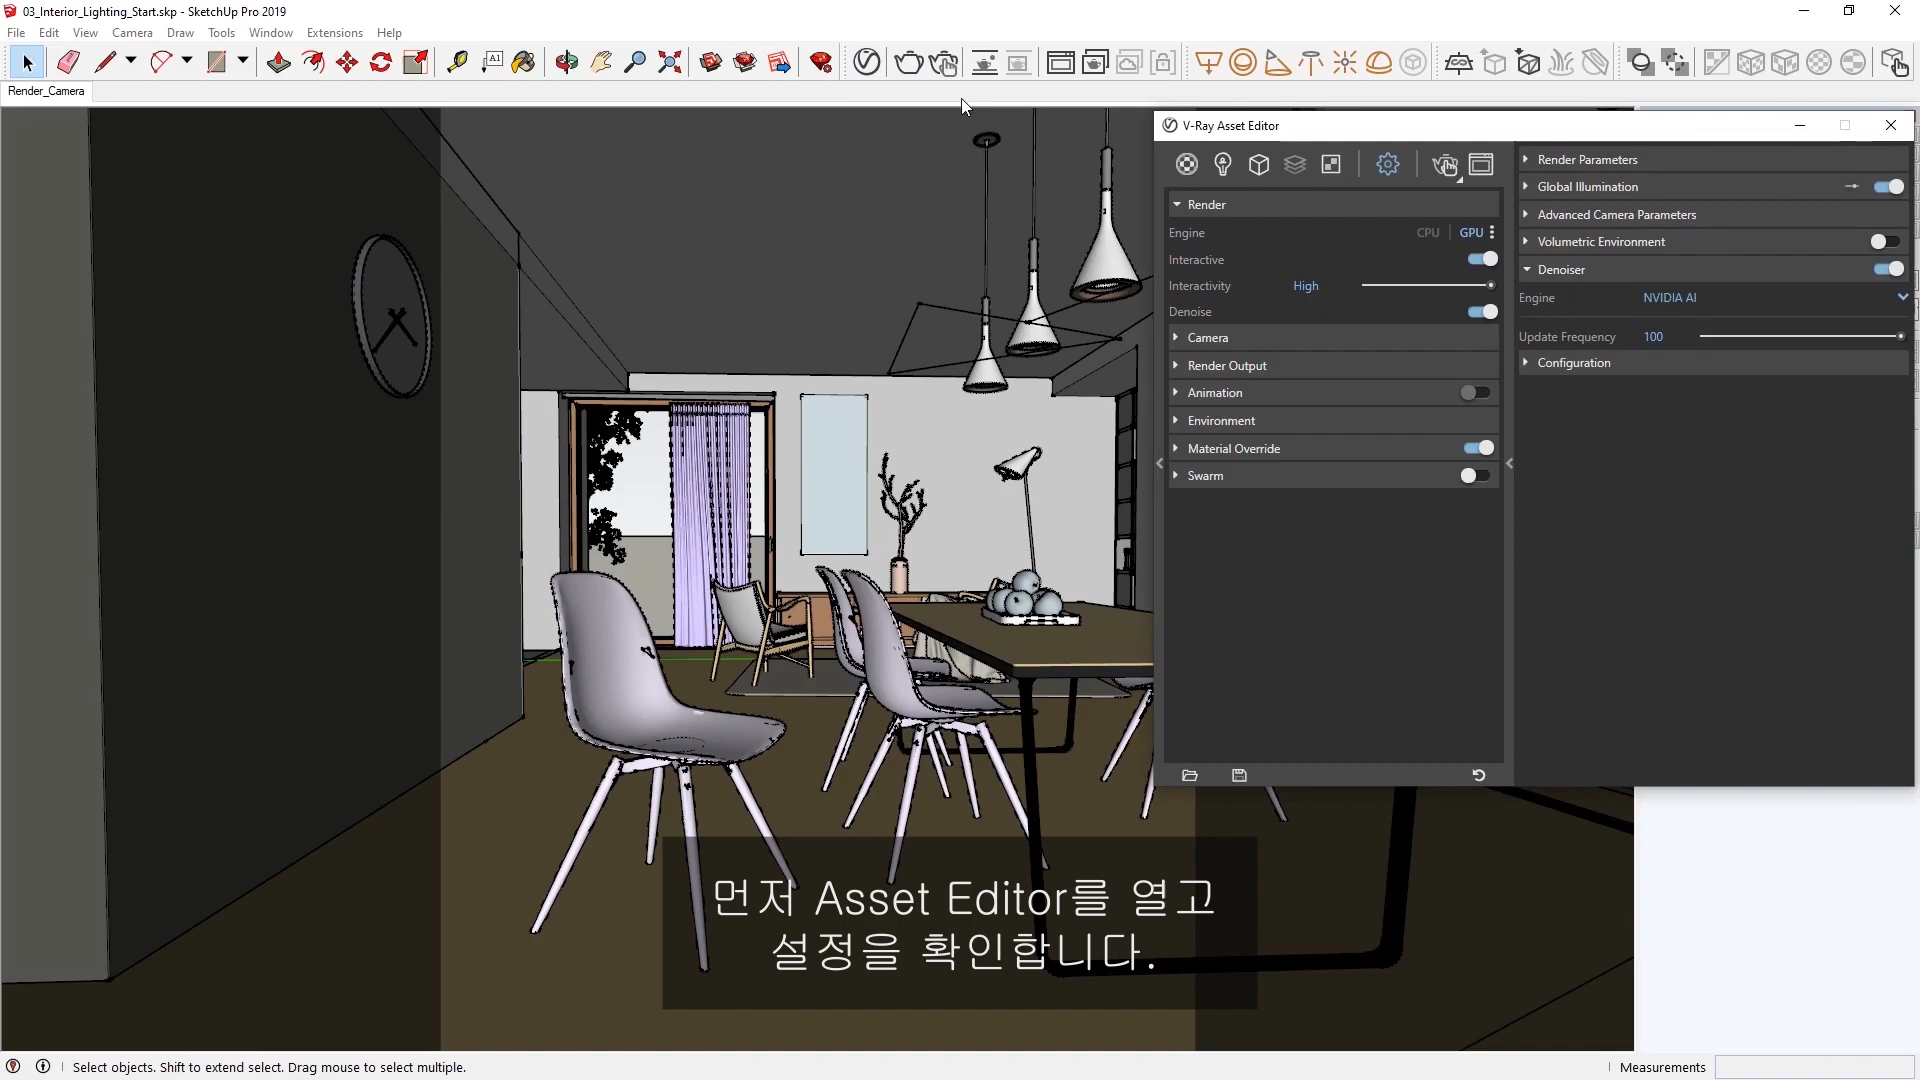 03_Interior_Lighting_Start.skp - SketchUp Pro 2019
File Edit View Camera Draw Tools Window Extensions Help
A1
Render_Camera
V-Ray Asset Editor
Render
Engine CPU GPU
Interactive
Interactivity High
Denoise
Camera
Render Output
Animation
Environment
Material Override
Swarm
Render Parameters
Global Illumination
Advanced Camera Parameters
Volumetric Environment
Denoiser
Engine NVIDIA AI
Update Frequency 100
Configuration
먼저 Asset Editor를 열고
설정을 확인합니다.
Select objects. Shift to extend select. Drag mouse to select multiple.
Measurements